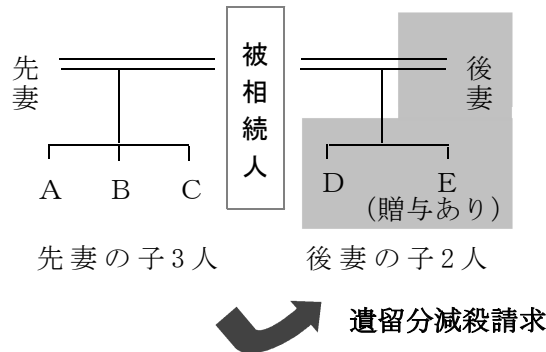 先妻
被相続人
後妻
A B C
D E
（贈与あり）
先妻の子3人
後妻の子2人
遺留分減殺請求